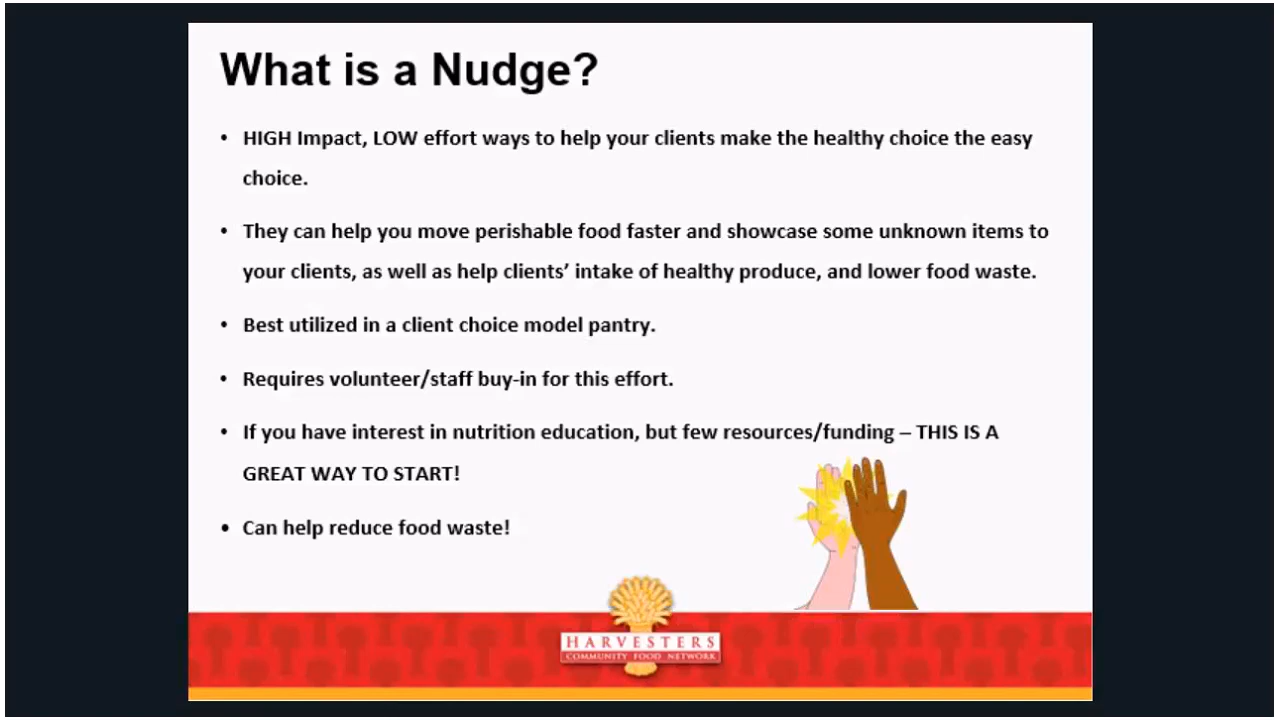 What is a Nudge?
• HIGH Impact, LOW effort ways to help your clients make the healthy choice the easy
choice.
• They can help you move perishable food faster and showcase some unknown items to
your clients, as well as help clients’ intake of healthy produce, and lower food waste.
• Best utilized in a client choice model pantry.
• Requires volunteer/staff buy-in for this effort.
• If you have interest in nutrition education, but few resources/funding – THIS IS A
GREAT WAY TO START!
• Can help reduce food waste!
HARVESTERS
COMMUNITY FOOD NETWORK